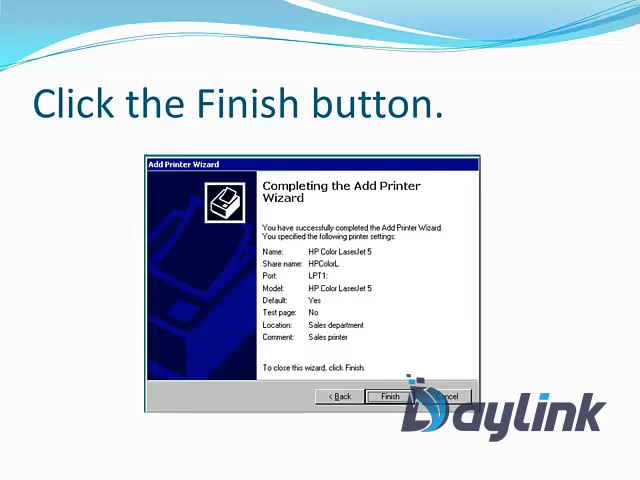 Click the Finish button.
Add Printer Wizard
Completing the Add Printer
Wizard
You have successfully completed the Add Printer Wizard.
You specified the following printer settings:
Name: HP Color LaserJet 5
Share name: HPColorL
Port: LPT1:
Model: HP Color LaserJet 5
Default: Yes
Test page: No
Location: Sales department
Comment: Sales printer
To close this wizard, click Finish.
< Back Finish Cancel
Daylink